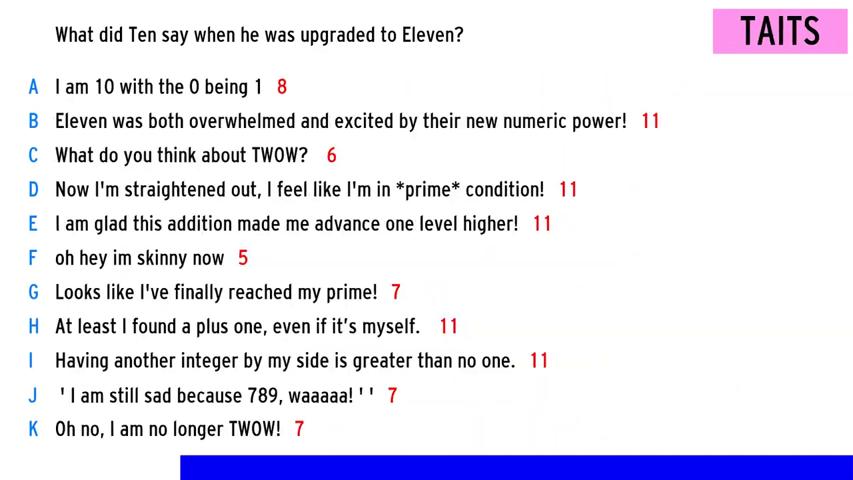 What did Ten say when he was upgraded to Eleven?
TAITS
A I am 10 with the 0 being 1 8
B Eleven was both overwhelmed and excited by their new numeric power! 11
C What do you think about TWOW? 6
D Now I'm straightened out, I feel like I'm in *prime* condition! 11
E I am glad this addition made me advance one level higher! 11
F oh hey im skinny now 5
G Looks like I've finally reached my prime! 7
H At least I found a plus one, even if it’s myself. 11
I Having another integer by my side is greater than no one. 11
J ' I am still sad because 789, waaaaa! ' ' 7
K Oh no, I am no longer TWOW! 7